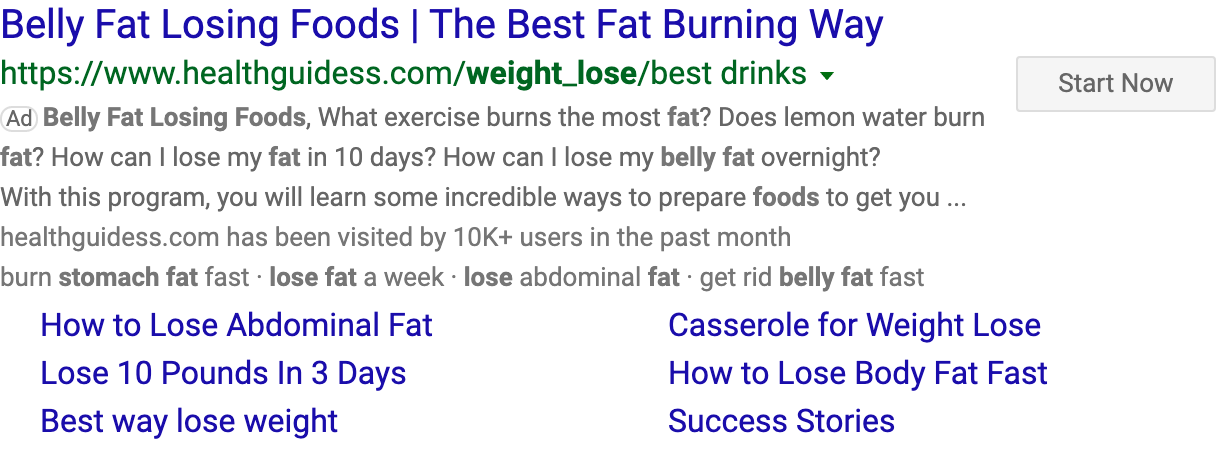 Belly Fat Losing Foods | The Best Fat Burning Way
https://www.healthguidess.com/weight_lose/best drinks
Start Now
Ad Belly Fat Losing Foods, What exercise burns the most fat? Does lemon water burn
fat? How can I lose my fat in 10 days? How can I lose my belly fat overnight?
With this program, you will learn some incredible ways to prepare foods to get you ...
healthguidess.com has been visited by 10K+ users in the past month
burn stomach fat fast · lose fat a week · lose abdominal fat · get rid belly fat fast
How to Lose Abdominal Fat
Casserole for Weight Lose
Lose 10 Pounds In 3 Days
How to Lose Body Fat Fast
Best way lose weight
Success Stories